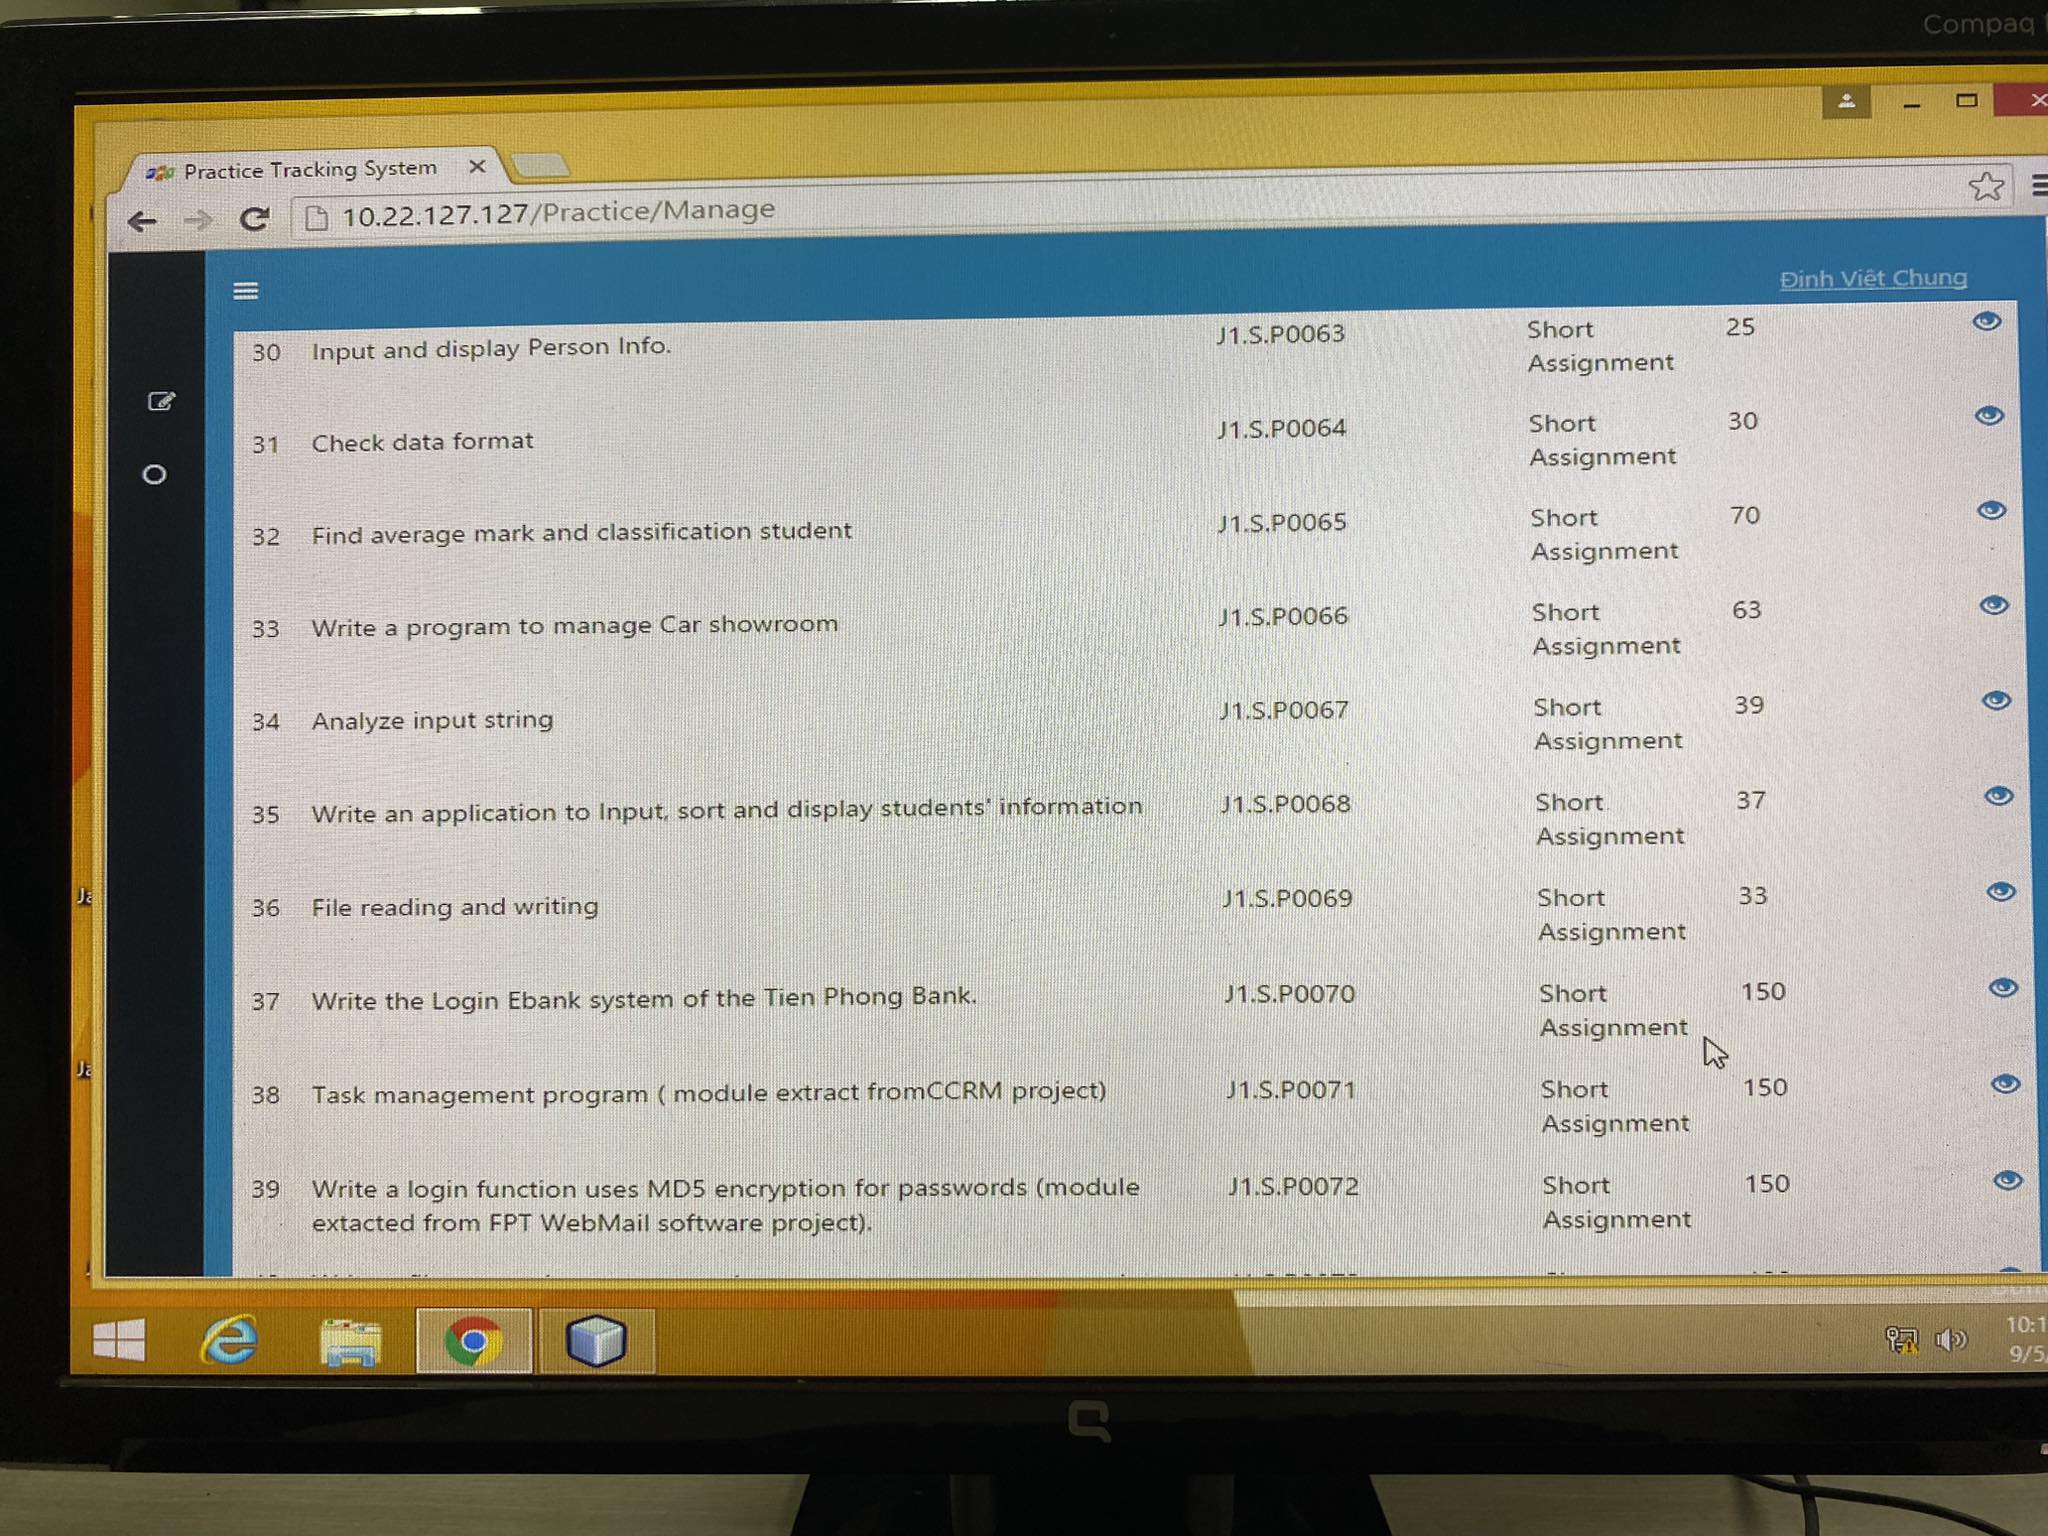 Compaq
Practice Tracking System
10.22.127.127/Practice/Manage
Đinh Việt Chung
30 Input and display Person Info. J1.S.P0063 Short 25
Assignment
31 Check data format J1.S.P0064 Short 30
Assignment
32 Find average mark and classification student J1.S.P0065 Short 70
Assignment
33 Write a program to manage Car showroom J1.S.P0066 Short 63
Assignment
34 Analyze input string J1.S.P0067 Short 39
Assignment
35 Write an application to Input, sort and display students' information J1.S.P0068 Short 37
Assignment
36 File reading and writing J1.S.P0069 Short 33
Assignment
37 Write the Login Ebank system of the Tien Phong Bank. J1.S.P0070 Short 150
Assignment
38 Task management program ( module extract fromCCRM project) J1.S.P0071 Short 150
Assignment
39 Write a login function uses MD5 encryption for passwords (module J1.S.P0072 Short 150
extacted from FPT WebMail software project). Assignment
Ja
Ja
10:1
9/5